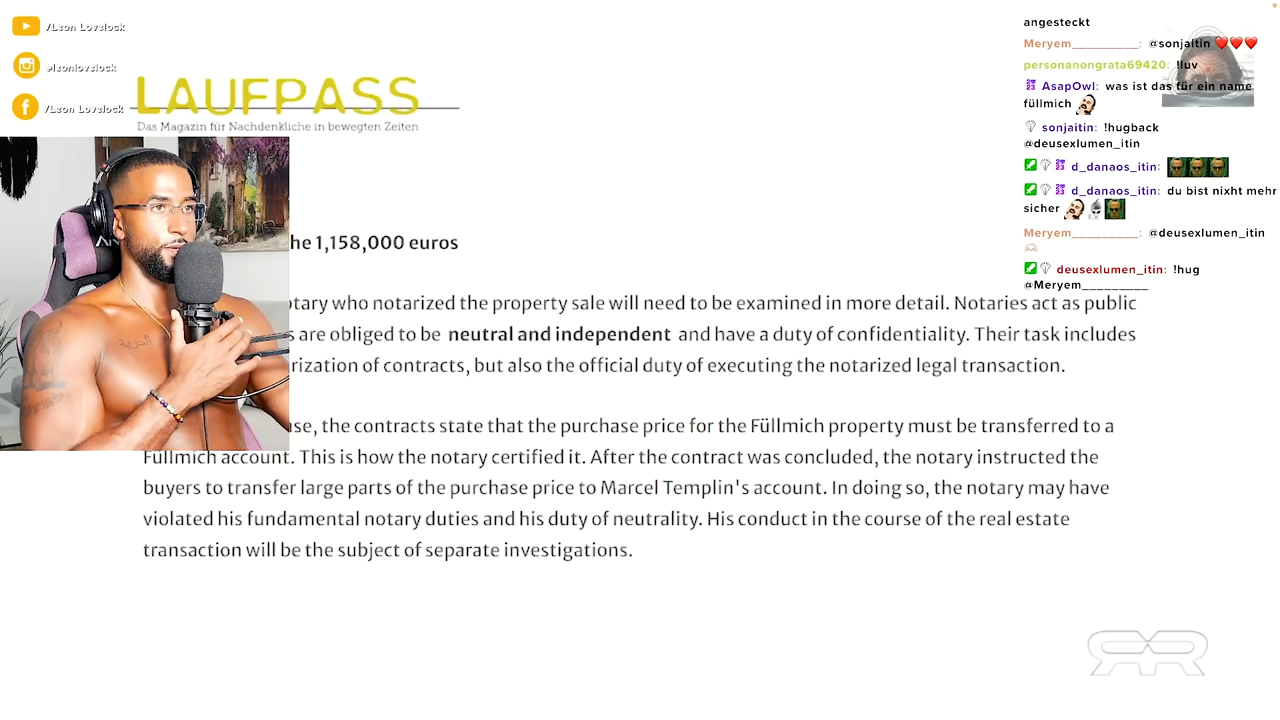 /Leon Lovelock
leonlovelock
/Leon Lovelock
LAUFPASS
Das Magazin für Nachdenkliche in bewegten Zeiten
he 1,158,000 euros
otary who notarized the property sale will need to be examined in more detail. Notaries act as public
s are obliged to be neutral and independent and have a duty of confidentiality. Their task includes
rization of contracts, but also the official duty of executing the notarized legal transaction.
se, the contracts state that the purchase price for the Füllmich property must be transferred to a
Füllmich account. This is how the notary certified it. After the contract was concluded, the notary instructed the
buyers to transfer large parts of the purchase price to Marcel Templin's account. In doing so, the notary may have
violated his fundamental notary duties and his duty of neutrality. His conduct in the course of the real estate
transaction will be the subject of separate investigations.
angesteckt
Meryem_________: @sonjaitin ❤️❤️❤️
personanongrata69420: !luv
AsapOwl: was ist das für ein name
füllmich
sonjaitin: !hugback
@deusexlumen_itin
d_danaos_itin:
d_danaos_itin: du bist nixht mehr
sicher
Meryem_________: @deusexlumen_itin
deusexlumen_itin: !hug
@Meryem_________